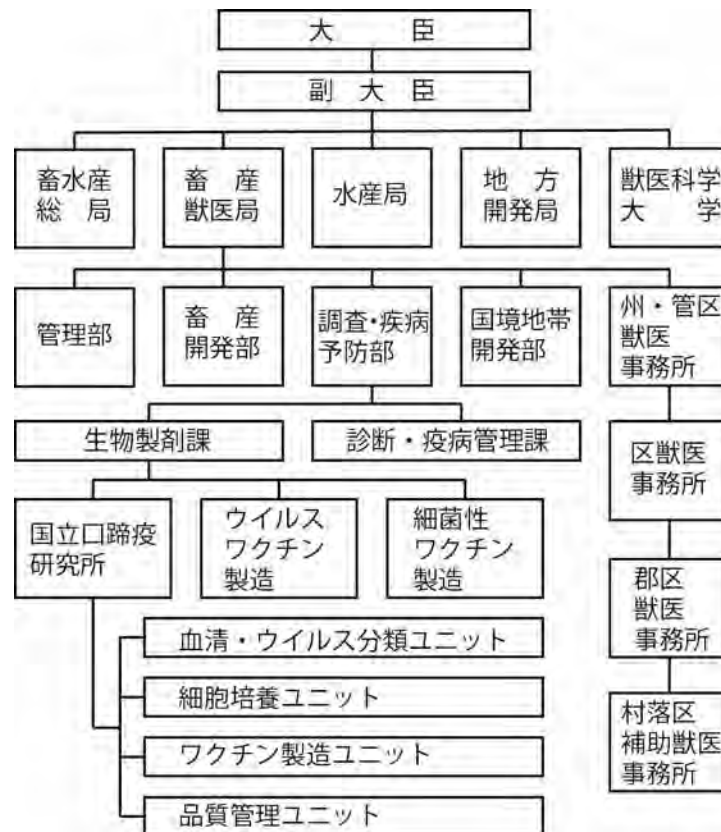 大臣
副大臣
畜水産
総局
畜産
獣医局
水産局
地方
開発局
獣医科学
大学
管理部
畜産
開発部
調査・疾病
予防部
国境地帯
開発部
州・管区
獣医
事務所
生物製剤課
診断・疫病管理課
区獣医
事務所
国立口蹄疫
研究所
ウイルス
ワクチン
製造
細菌性
ワクチン
製造
郡区
獣医
事務所
血清・ウイルス分類ユニット
細胞培養ユニット
ワクチン製造ユニット
品質管理ユニット
村落区
補助獣医
事務所